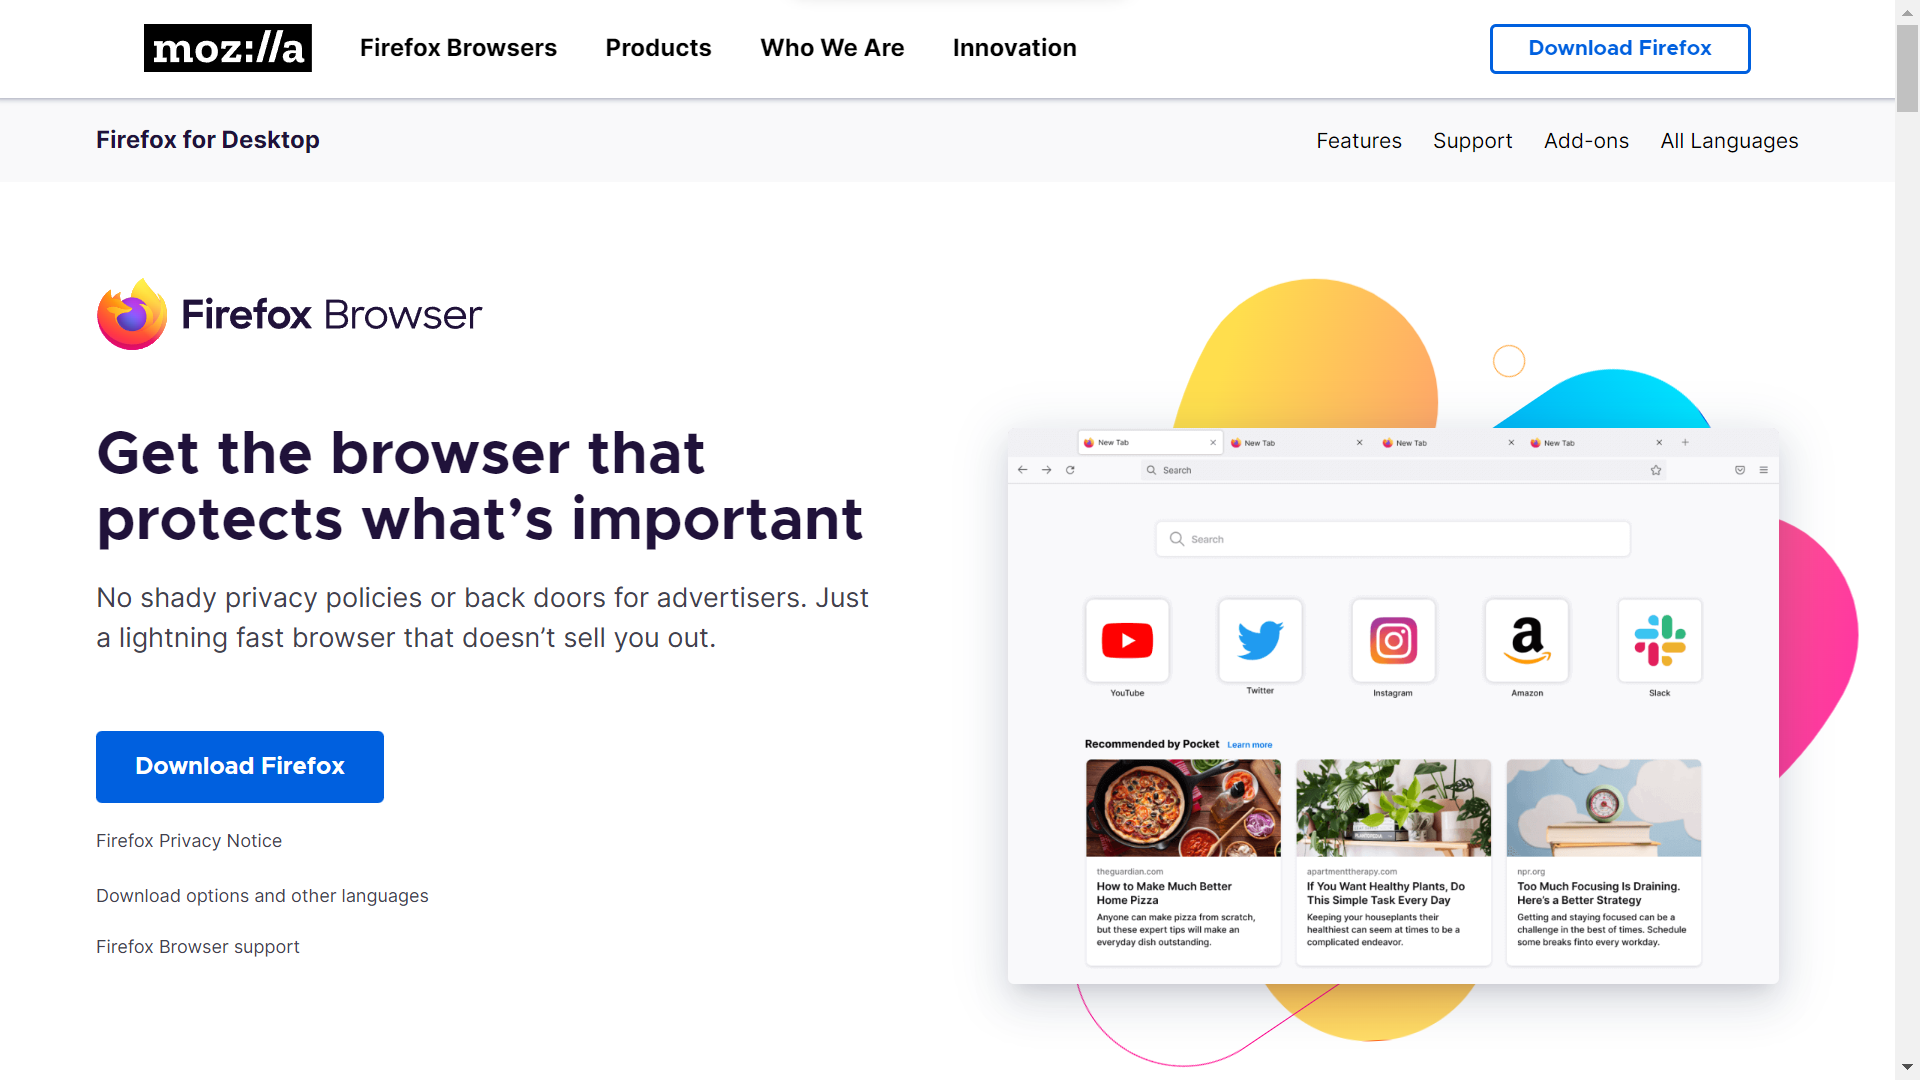 moz://a
Firefox Browsers
Products
Who We Are
Innovation
Download Firefox
Firefox for Desktop
Features
Support
Add-ons
All Languages
Firefox Browser
Get the browser that
protects what’s important
No shady privacy policies or back doors for advertisers. Just
a lightning fast browser that doesn’t sell you out.
Download Firefox
Firefox Privacy Notice
Download options and other languages
Firefox Browser support
New Tab
New Tab
New Tab
New Tab
Search
Search
YouTube
Twitter
Instagram
Amazon
Slack
Recommended by Pocket Learn more
theguardian.com
How to Make Much Better
Home Pizza
Anyone can make pizza from scratch,
but these expert tips will make an
everyday dish outstanding.
apartmenttherapy.com
If You Want Healthy Plants, Do
This Simple Task Every Day
Keeping your houseplants their
healthiest can seem at times to be a
complicated endeavor.
npr.org
Too Much Focusing Is Draining.
Here’s a Better Strategy
Getting and staying focused can be a
challenge in the best of times. Schedule
some breaks finto every workday.